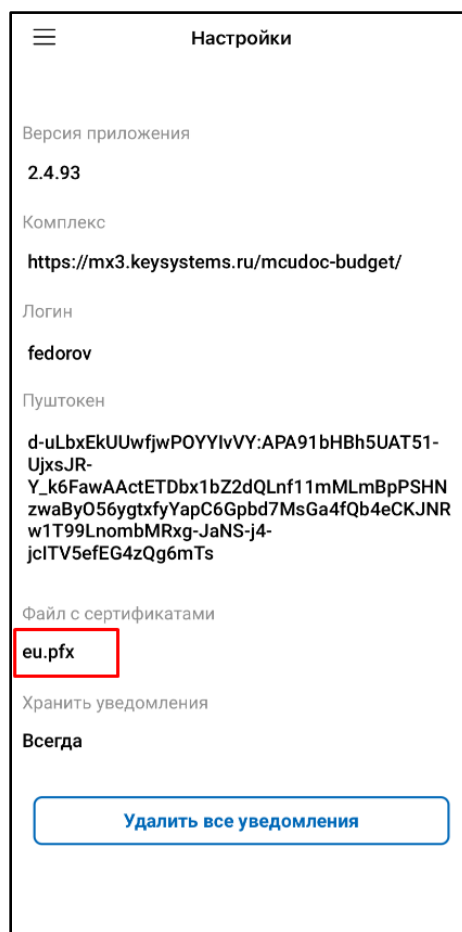 Настройки
Версия приложения
2.4.93
Комплекс
https://mx3.keysystems.ru/mcudoc-budget/
Логин
fedorov
Пуштокен
d-uLbxEkUUwfjwPOYYIvVY:APA91bHBh5UAT51-
UjxsJR-
Y_k6FawAActETDbx1bZ2dQLnf11mMLmBpPSHN
zwaByO56ygtxfyYapC6Gpbd7MsGa4fQb4eCKJNR
w1T99LnombMRxg-JaNS-j4-
jcITV5efEG4zQg6mTs
Файл с сертификатами
eu.pfx
Хранить уведомления
Всегда
Удалить все уведомления